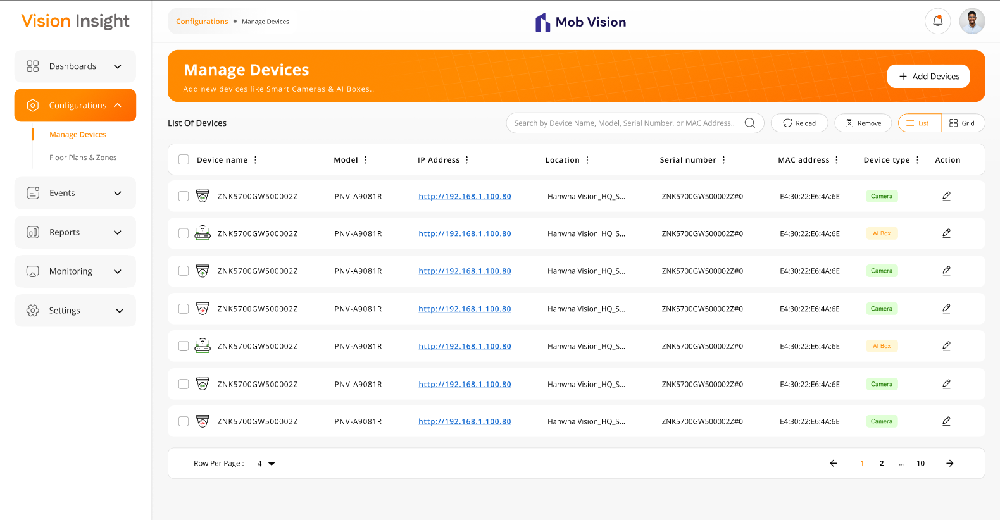 Vision Insight
Configurations • Manage Devices
Mob Vision
Dashboards
Configurations
Manage Devices
Floor Plans & Zones
Events
Reports
Monitoring
Settings
Manage Devices
Add new devices like Smart Cameras & AI Boxes..
+ Add Devices
List Of Devices
Search by Device Name, Model, Serial Number, or MAC Address..
Reload
Remove
List
Grid
Device name Model IP Address Location Serial number MAC address Device type Action
ZNK5700GW500002Z PNV-A9081R http://192.168.1.100.80 Hanwha Vision_HQ_S... ZNK5700GW500002Z#0 E4:30:22:E6:4A:6E Camera
ZNK5700GW500002Z PNV-A9081R http://192.168.1.100.80 Hanwha Vision_HQ_S... ZNK5700GW500002Z#0 E4:30:22:E6:4A:6E AI Box
ZNK5700GW500002Z PNV-A9081R http://192.168.1.100.80 Hanwha Vision_HQ_S... ZNK5700GW500002Z#0 E4:30:22:E6:4A:6E Camera
ZNK5700GW500002Z PNV-A9081R http://192.168.1.100.80 Hanwha Vision_HQ_S... ZNK5700GW500002Z#0 E4:30:22:E6:4A:6E Camera
ZNK5700GW500002Z PNV-A9081R http://192.168.1.100.80 Hanwha Vision_HQ_S... ZNK5700GW500002Z#0 E4:30:22:E6:4A:6E AI Box
ZNK5700GW500002Z PNV-A9081R http://192.168.1.100.80 Hanwha Vision_HQ_S... ZNK5700GW500002Z#0 E4:30:22:E6:4A:6E Camera
ZNK5700GW500002Z PNV-A9081R http://192.168.1.100.80 Hanwha Vision_HQ_S... ZNK5700GW500002Z#0 E4:30:22:E6:4A:6E Camera
Row Per Page : 4
1 2 ... 10